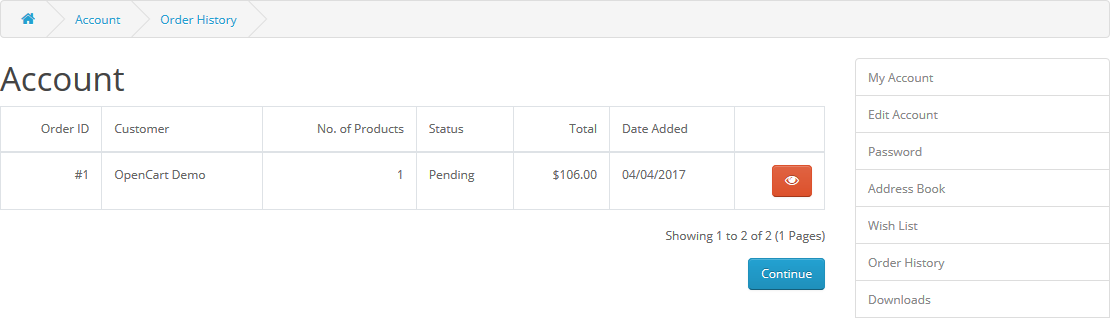 Account Order History
Account
Order ID Customer No. of Products Status Total Date Added
#1 OpenCart Demo 1 Pending $106.00 04/04/2017
Showing 1 to 2 of 2 (1 Pages)
Continue
My Account
Edit Account
Password
Address Book
Wish List
Order History
Downloads